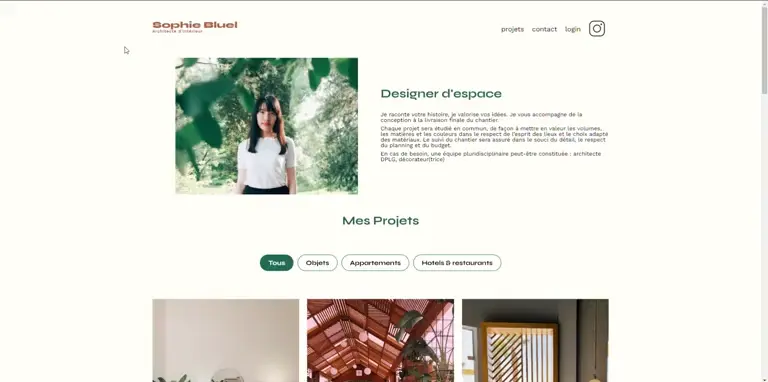 Sophie Bluel
Architecte d'intérieur
projets
contact
login
Designer d'espace
Je raconte votre histoire, je valorise vos idées. Je vous accompagne de la
conception à la livraison finale du chantier.
Chaque projet sera étudié en commun, de façon à mettre en valeur les volumes,
les matières et les couleurs dans le respect de l'esprit des lieux et le choix adapté
des matériaux. Le suivi du chantier sera assuré dans le souci du détail, le respect
du planning et du budget.
En cas de besoin, une équipe pluridisciplinaire peut-être constituée : architecte
DPLG, décorateur(trice)
Mes Projets
Tous
Objets
Appartements
Hotels & restaurants